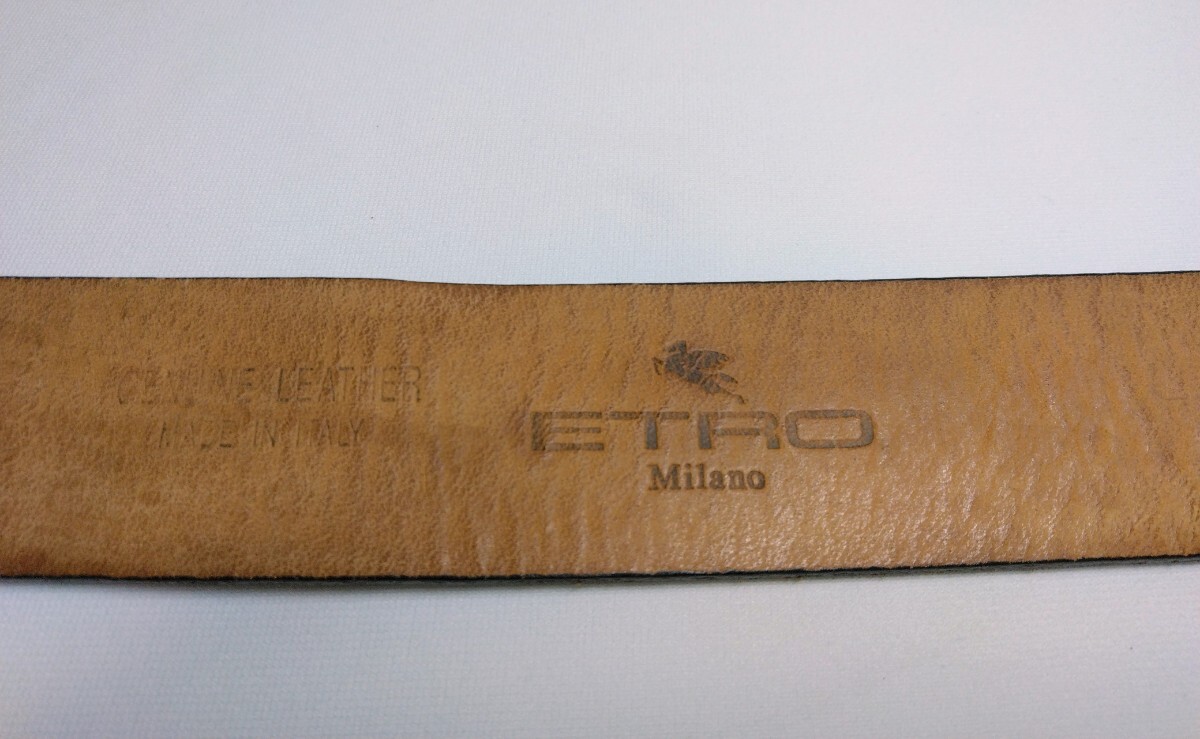 GENUINE LEATHER
MADE IN ITALY
ETRO
Milano